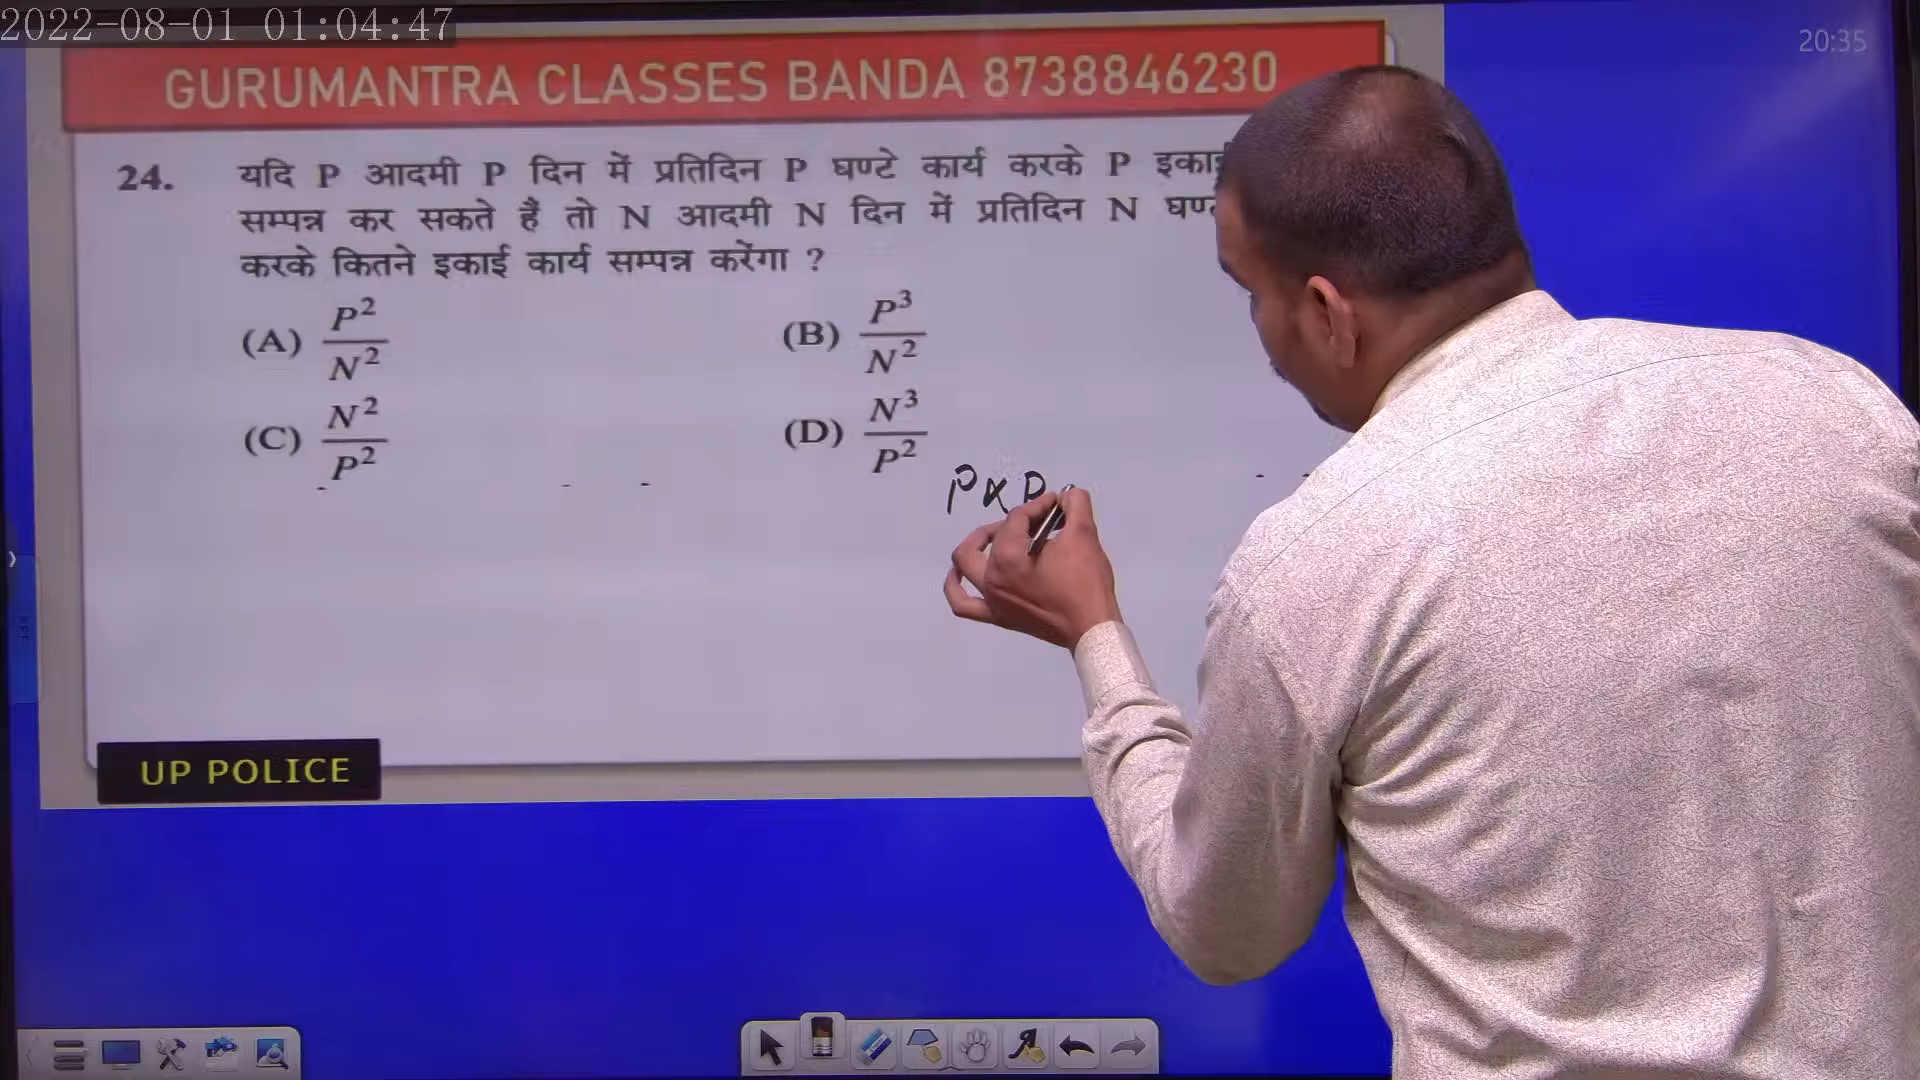 2022-08-01 01:04:47
20:35
GURUMANTRA CLASSES BANDA 8738846230
24. यदि P आदमी P दिन में प्रतिदिन P घण्टे कार्य करके P इकाई
सम्पन्न कर सकते हैं तो N आदमी N दिन में प्रतिदिन N
करके कितने इकाई कार्य सम्पन्न करेंगा ?
(A) P²/N² (B) P³/N²
(C) N²/P² (D) N³/P²
P×P
UP POLICE